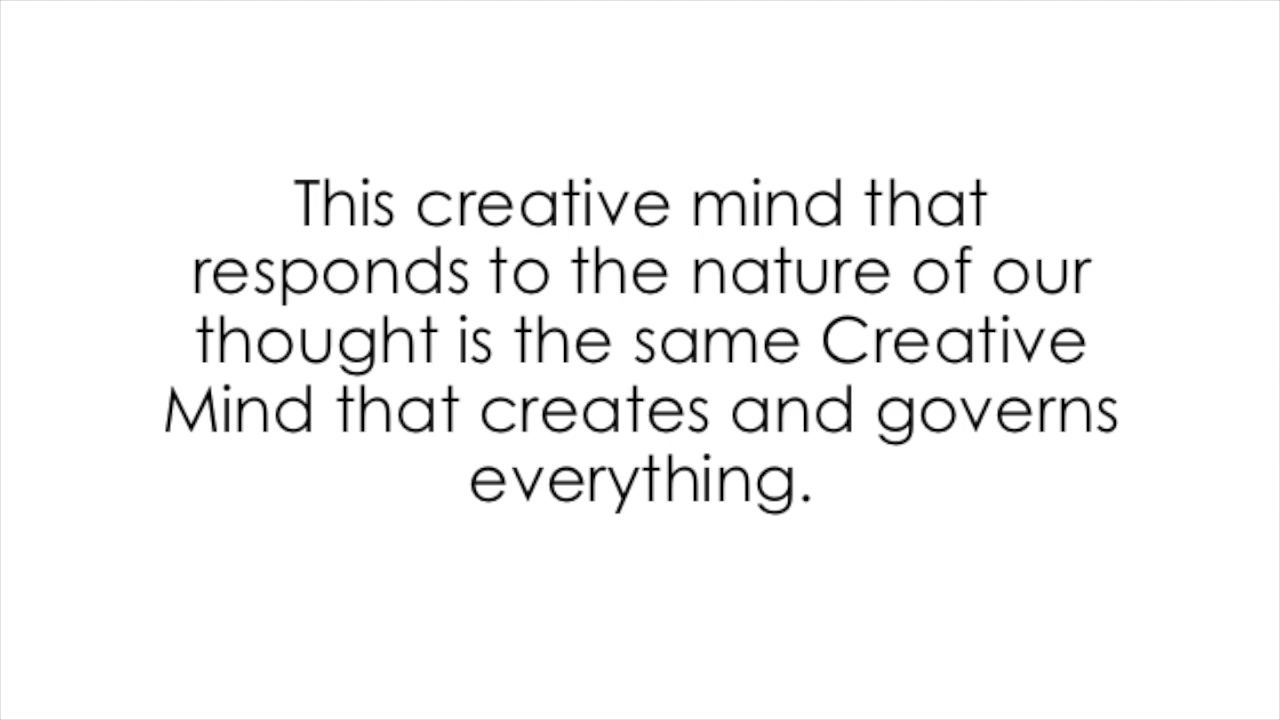 This creative mind that
responds to the nature of our
thought is the same Creative
Mind that creates and governs
everything.